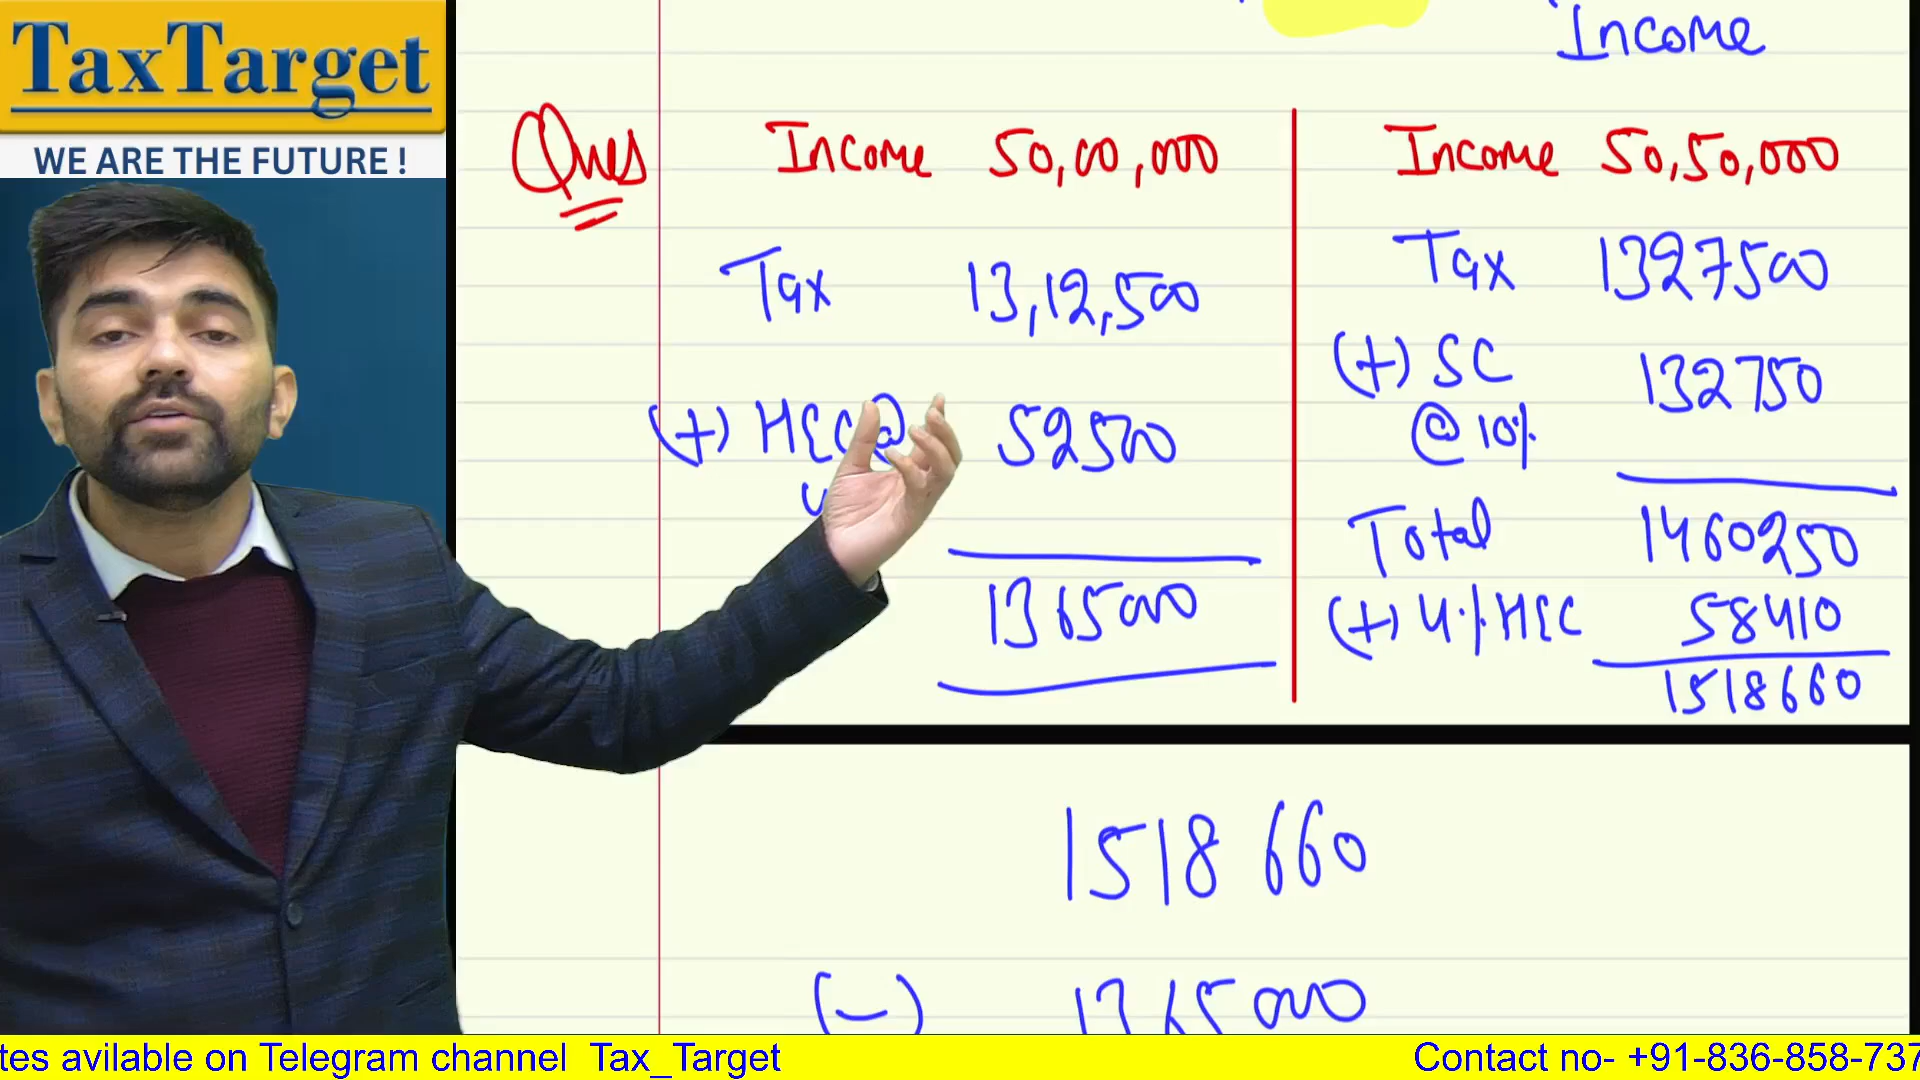 TaxTarget
WE ARE THE FUTURE !
Income
Ques
Income 50,00,000
Tax 13,12,500
(+) HEC @ 52500
1365000
Income 50,50,000
Tax 1327500
(+) SC 132750
@ 10%
Total 1460250
(+) 4% HEC 58410
1518660
1518 660
(-) 1365000
tes avilable on Telegram channel Tax_Target
Contact no- +91-836-858-737